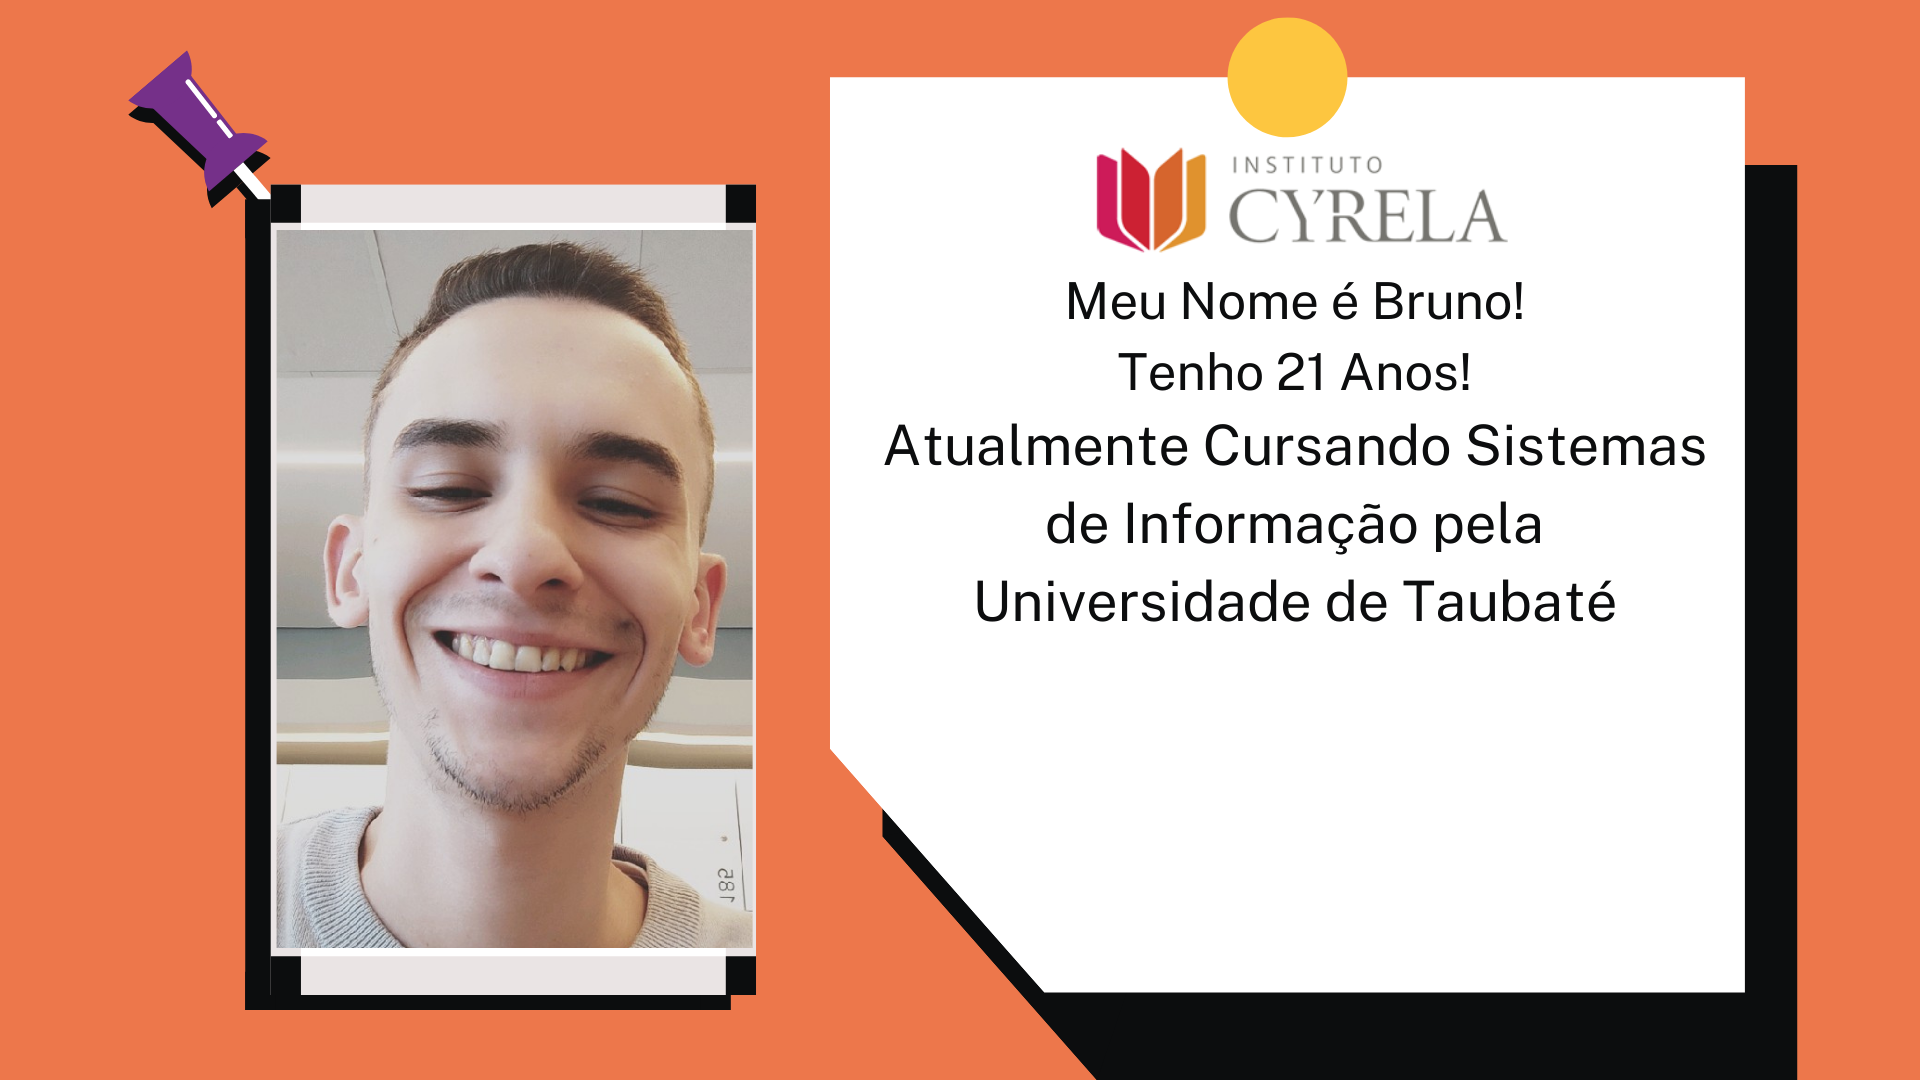 INSTITUTO
CYRELA
Meu Nome é Bruno!
Tenho 21 Anos!
Atualmente Cursando Sistemas
de Informação pela
Universidade de Taubaté